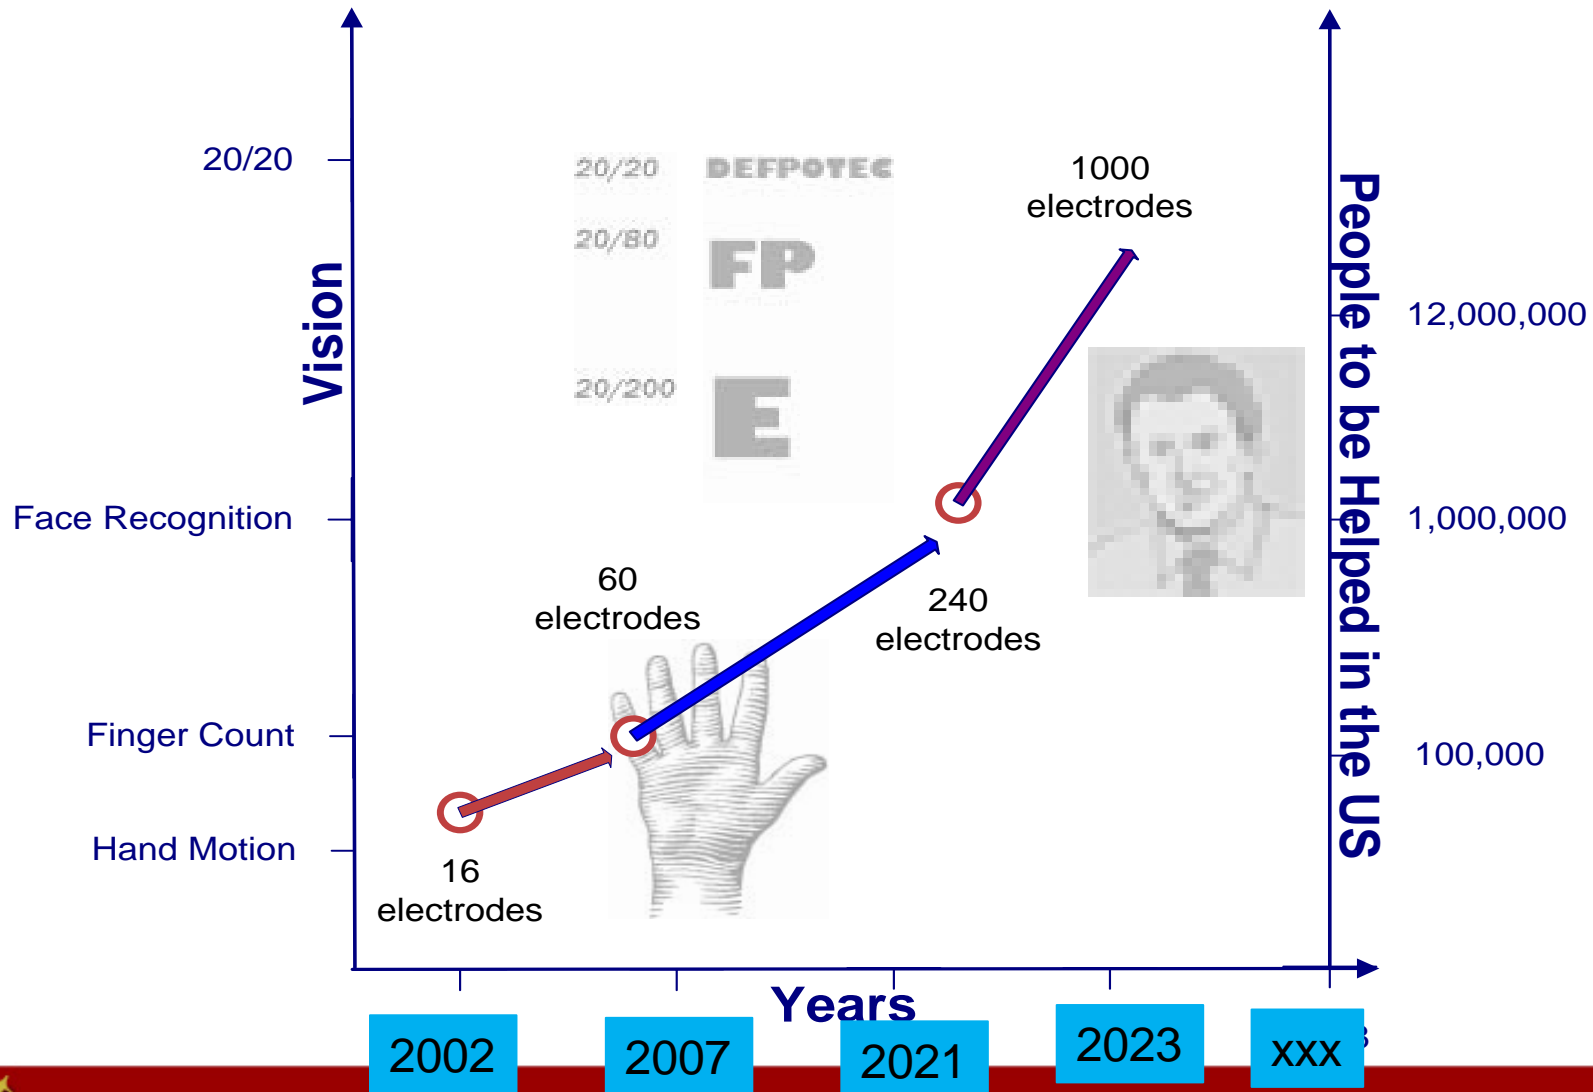 20/20
Face Recognition
Finger Count
Hand Motion
Vision
20/20 DEFPOTEC
20/80 FP
20/200 E
1000
electrodes
60
electrodes
240
electrodes
16
electrodes
People to be Helped in the US
12,000,000
1,000,000
100,000
Years
2002
2007
2021
2023
xxx